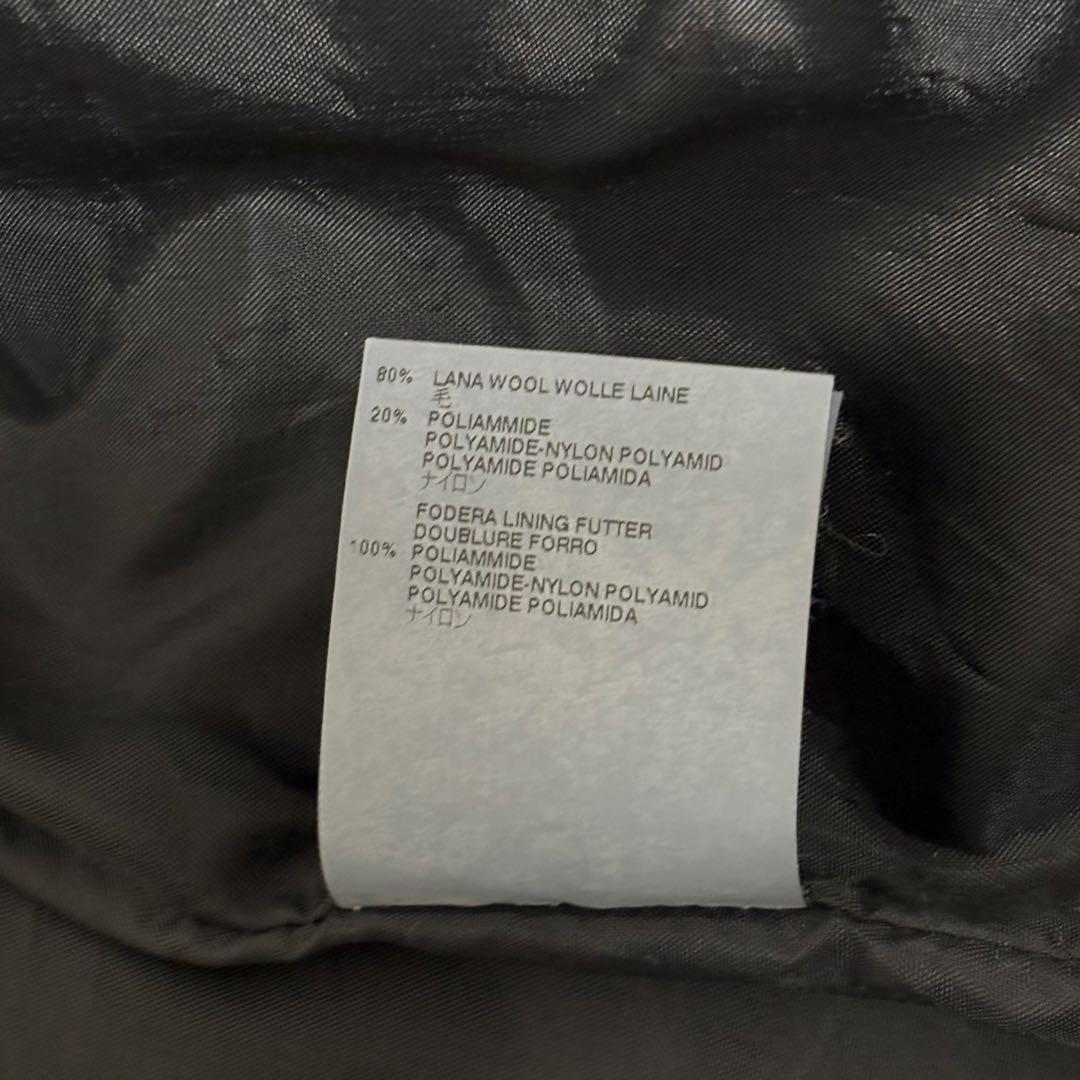 80% LANA WOOL WOLLE LAINE
毛
20% POLIAMMIDE
POLYAMIDE-NYLON POLYAMID
POLYAMIDE POLIAMIDA
ナイロン
FODERA LINING FUTTER
DOUBLURE FORRO
100% POLIAMMIDE
POLYAMIDE-NYLON POLYAMID
POLYAMIDE POLIAMIDA
ナイロン